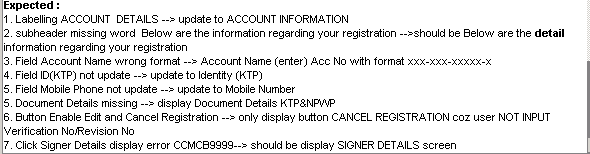 Expected :
1. Labelling ACCOUNT  DETAILS --> update to ACCOUNT INFORMATION
2. subheader missing word  Below are the information regarding your registration -->should be Below are the detail
information regarding your registration
3. Field Account Name wrong format --> Account Name (enter) Acc No with format xxx-xxx-xxxxx-x
4. Field ID(KTP) not update --> update to Identity (KTP)
5. Field Mobile Phone not update --> update to Mobile Number
5. Document Details missing --> display Document Details KTP&NPWP
6. Button Enable Edit and Cancel Registration --> only display button CANCEL REGISTRATION coz user NOT INPUT
Verification No/Revision No
7. Click Signer Details display error CCMCB9999--> should be display SIGNER DETAILS screen